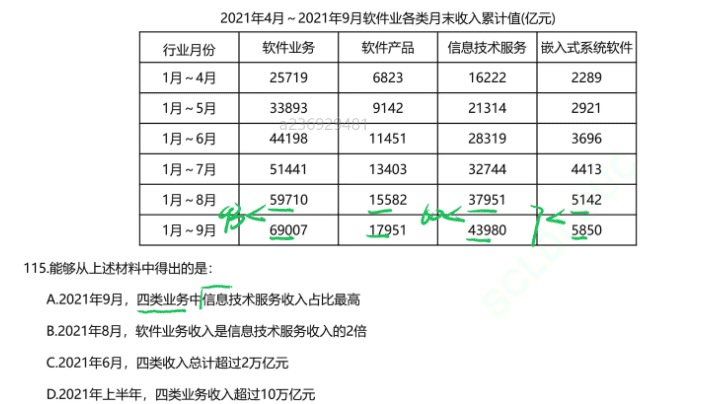 2021年4月～2021年9月软件业各类月末收入累计值(亿元)
行业月份 软件业务 软件产品 信息技术服务 嵌入式系统软件
1月～4月 25719 6823 16222 2289
1月～5月 33893 9142 21314 2921
a236929481
1月～6月 44198 11451 28319 3696
1月～7月 51441 13403 32744 4413
1月～8月 59710 15582 37951 5142
93 60 7
1月～9月 69007 17951 43980 5850
115.能够从上述材料中得出的是：
A.2021年9月，四类业务中信息技术服务收入占比最高
B.2021年8月，软件业务收入是信息技术服务收入的2倍
C.2021年6月，四类收入总计超过2万亿元
D.2021年上半年，四类业务收入超过10万亿元